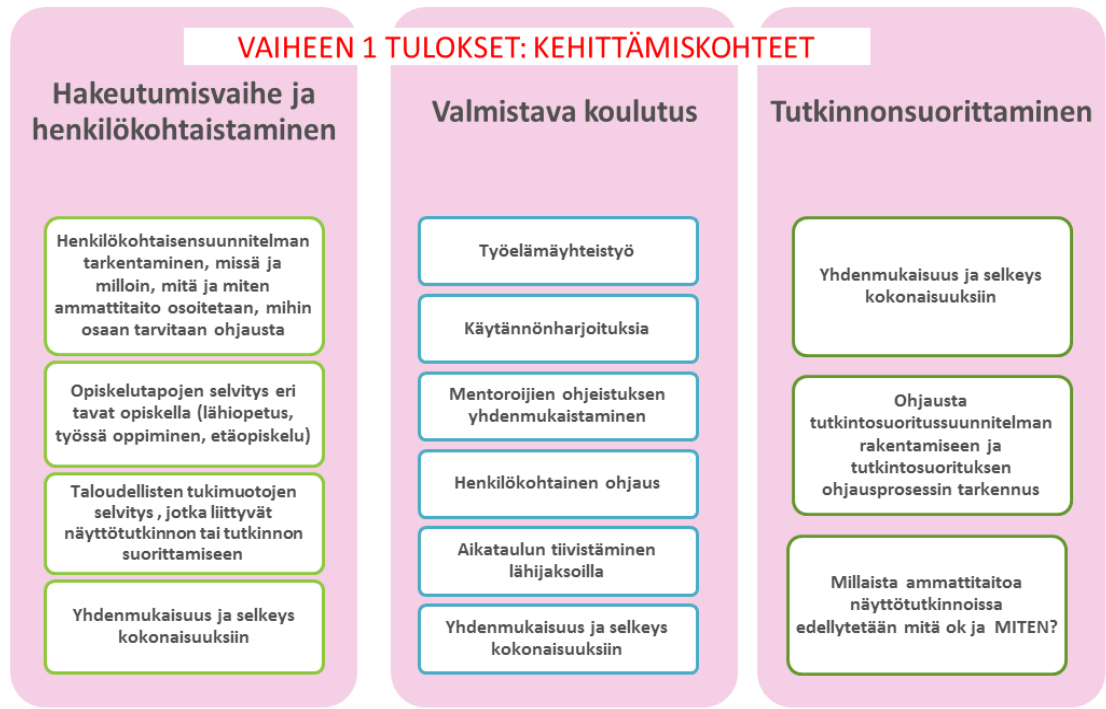 VAIHEEN 1 TULOKSET: KEHITTÄMISKOHTEET
Hakeutumisvaihe ja
henkilökohtaistaminen
Henkilökohtaisensuunnitelman
tarkentaminen, missä ja
milloin, mitä ja miten
ammattitaito osoitetaan, mihin
osaan tarvitaan ohjausta
Opiskelutapojen selvitys eri
tavat opiskella (lähiopetus,
työssä oppiminen, etäopiskelu)
Taloudellisten tukimuotojen
selvitys , jotka liittyvät
näyttötutkinnon tai tutkinnon
suorittamiseen
Yhdenmukaisuus ja selkeys
kokonaisuuksiin
Valmistava koulutus
Työelämäyhteistyö
Käytännönharjoituksia
Mentoroijien ohjeistuksen
yhdenmukaistaminen
Henkilökohtainen ohjaus
Aikataulun tiivistäminen
lähijaksoilla
Yhdenmukaisuus ja selkeys
kokonaisuuksiin
Tutkinnonsuorittaminen
Yhdenmukaisuus ja selkeys
kokonaisuuksiin
Ohjausta
tutkintosuoritussuunnitelman
rakentamiseen ja
tutkintosuorituksen
ohjausprosessin tarkennus
Millaista ammattitaitoa
näyttötutkinnoissa
edellytetään mitä ok ja MITEN?